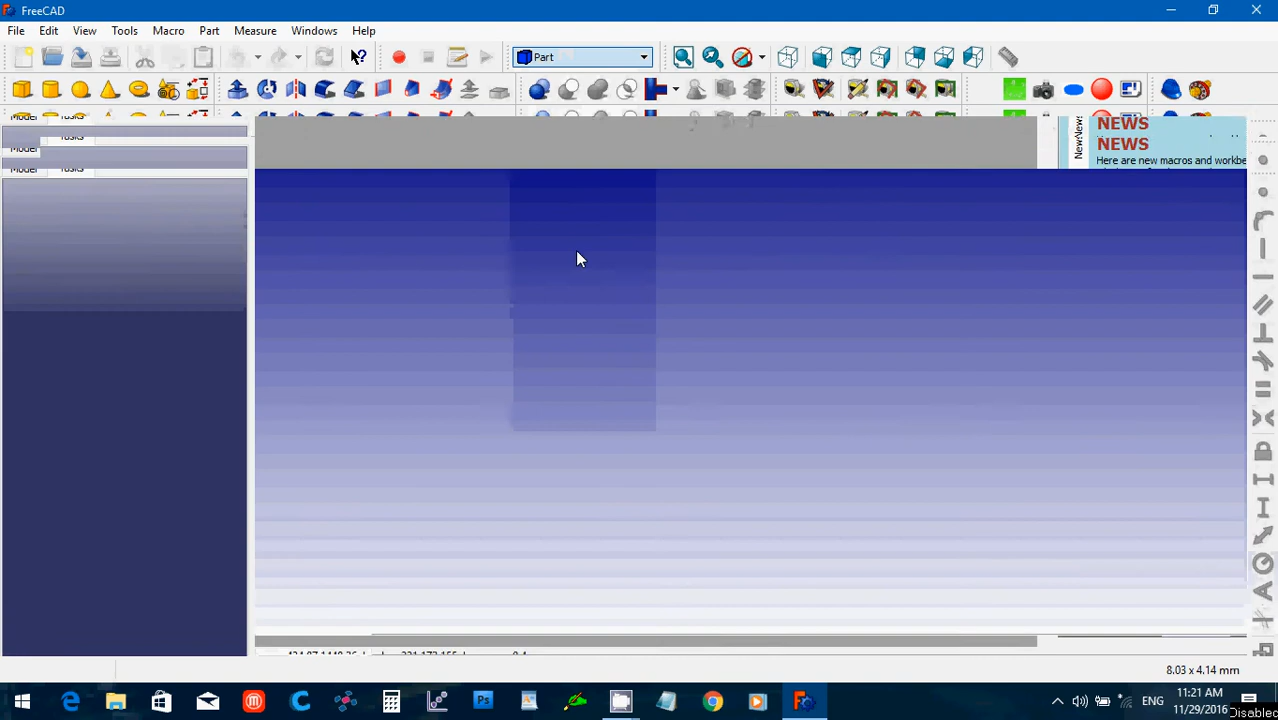 FreeCAD
File Edit View Tools Macro Part Measure Windows Help
Part
Model Tasks
NEWS
NEWS
Here are new macros and workbe
8.03 x 4.14 mm
ENG
11:21 AM
11/29/2016
Disabled